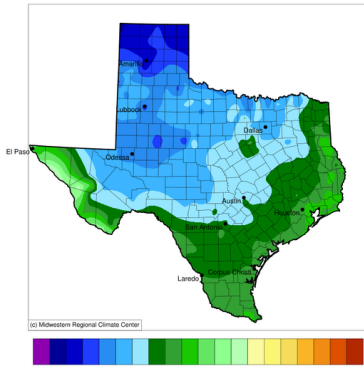 Amarillo
Lubbock
Dallas
El Paso
Odessa
Austin
Houston
San Antonio
Corpus Christi
Laredo
(c) Midwestern Regional Climate Center